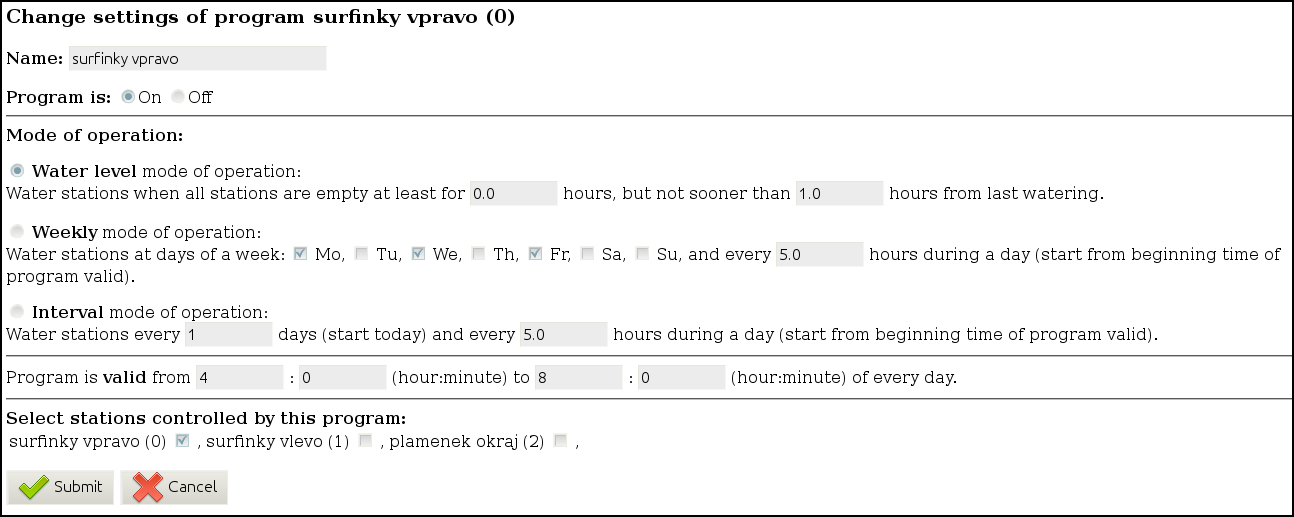 Change settings of program surfinky vpravo (0)
Name: surfinky vpravo
Program is: On Off
Mode of operation:
Water level mode of operation:
Water stations when all stations are empty at least for 0.0 hours, but not sooner than 1.0 hours from last watering.
Weekly mode of operation:
Water stations at days of a week: Mo, Tu, We, Th, Fr, Sa, Su, and every 5.0 hours during a day (start from beginning time of
program valid).
Interval mode of operation:
Water stations every 1 days (start today) and every 5.0 hours during a day (start from beginning time of program valid).
Program is valid from 4 : 0 (hour:minute) to 8 : 0 (hour:minute) of every day.
Select stations controlled by this program:
surfinky vpravo (0) , surfinky vlevo (1) , plamenek okraj (2) ,
Submit Cancel